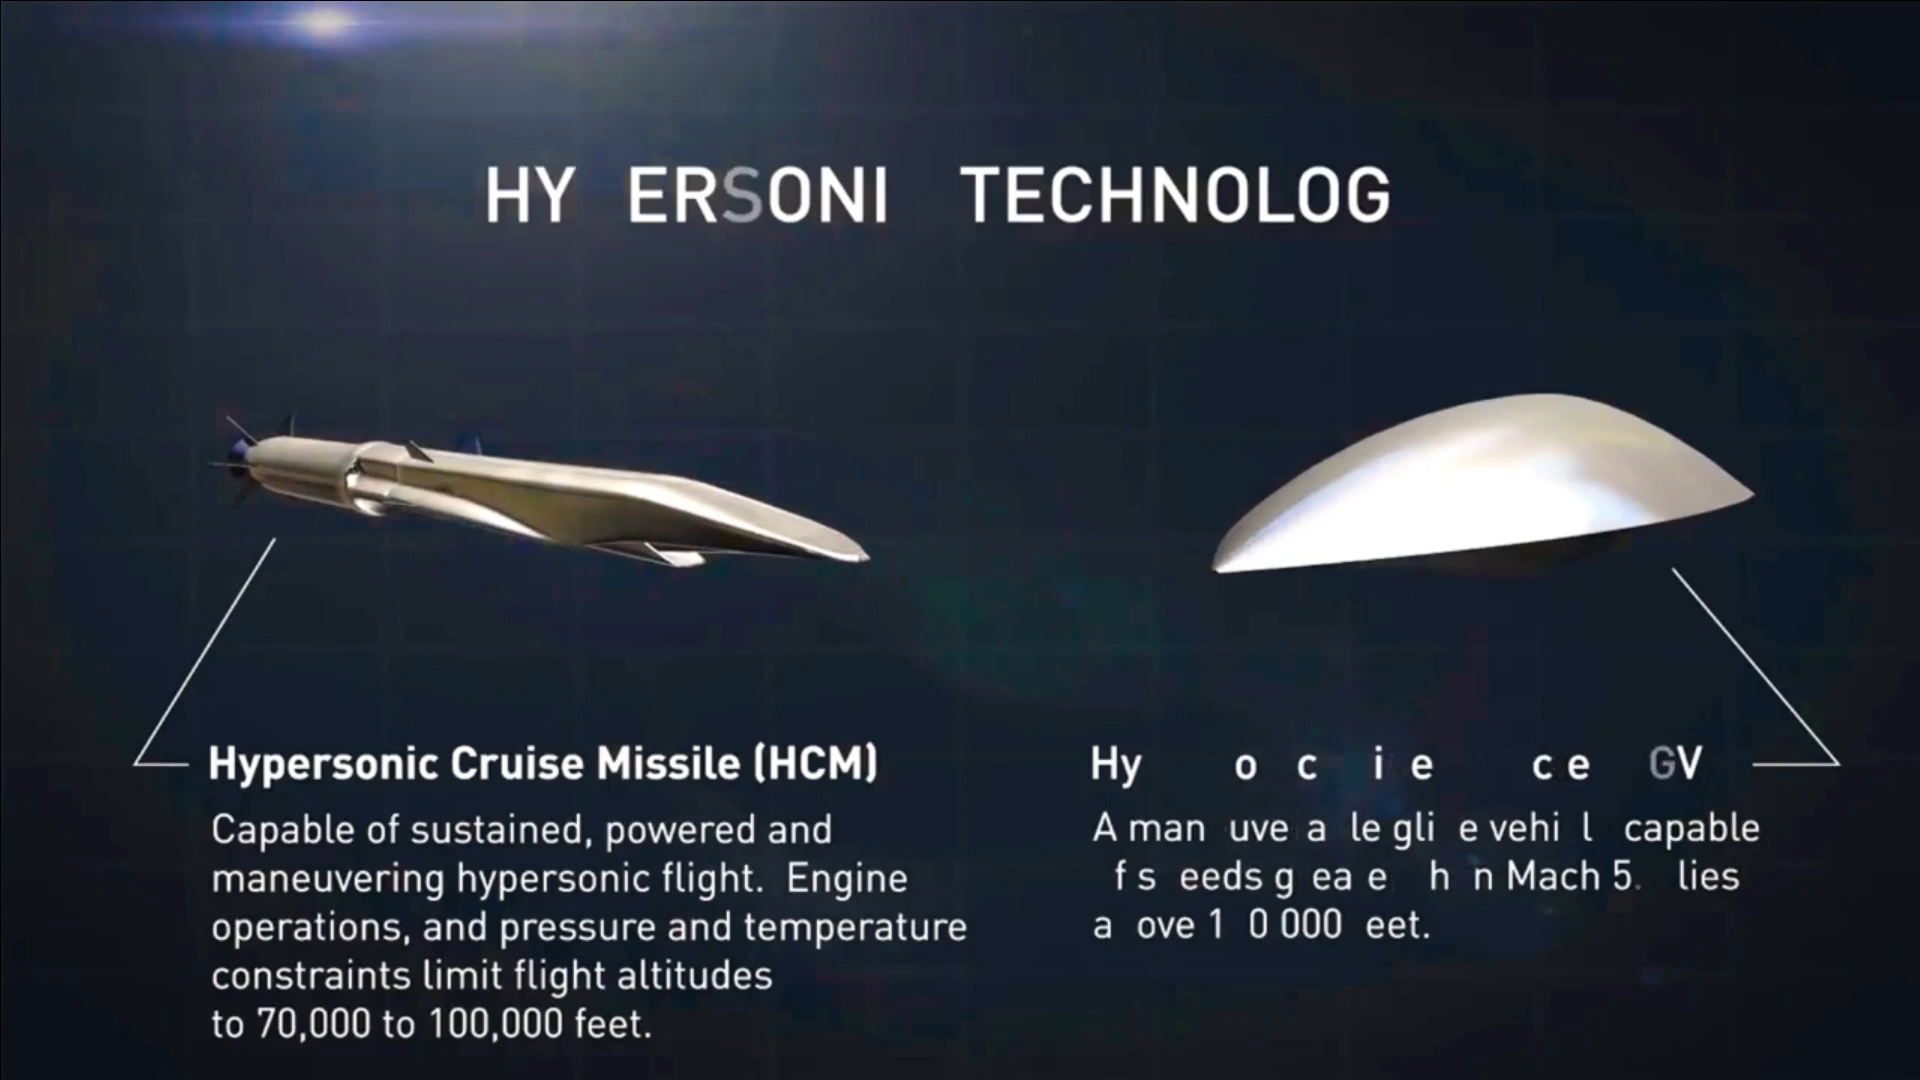 HY ERSONI TECHNOLOG
Hypersonic Cruise Missile (HCM)
Capable of sustained, powered and
maneuvering hypersonic flight. Engine
operations, and pressure and temperature
constraints limit flight altitudes
to 70,000 to 100,000 feet.
Hy o c i e ce GV
A man uve a le gli e vehi l capable
f s eeds g ea e h n Mach 5. lies
a ove 1 0 000 eet.